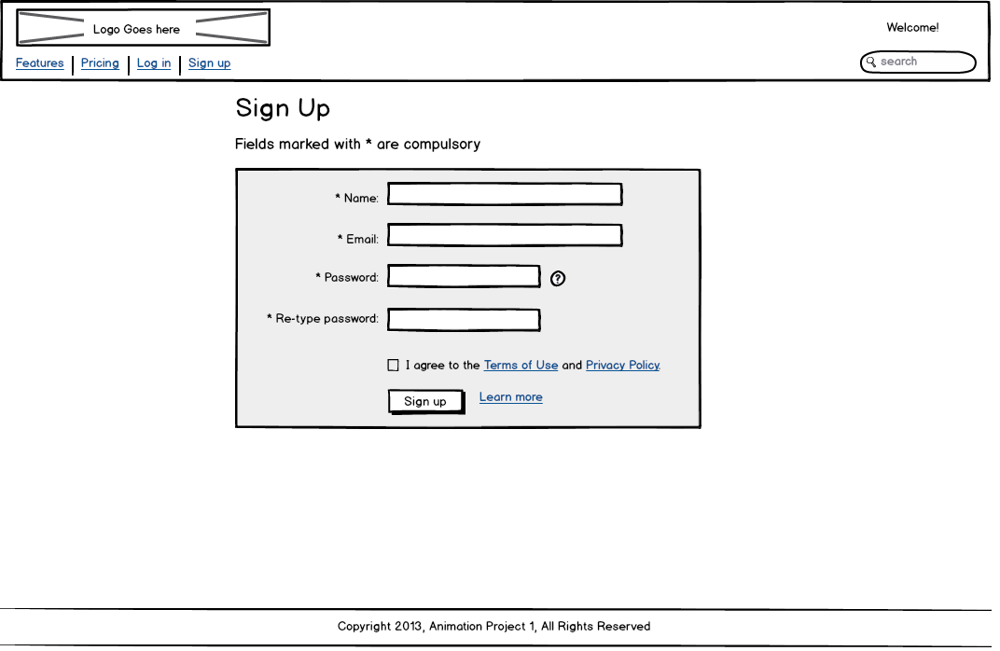 Logo Goes here
Welcome!
Features Pricing Log in Sign up
search
Sign Up
Fields marked with * are compulsory
* Name:
* Email:
* Password: ?
* Re-type password:
I agree to the Terms of Use and Privacy Policy.
Sign up Learn more
Copyright 2013, Animation Project 1, All Rights Reserved